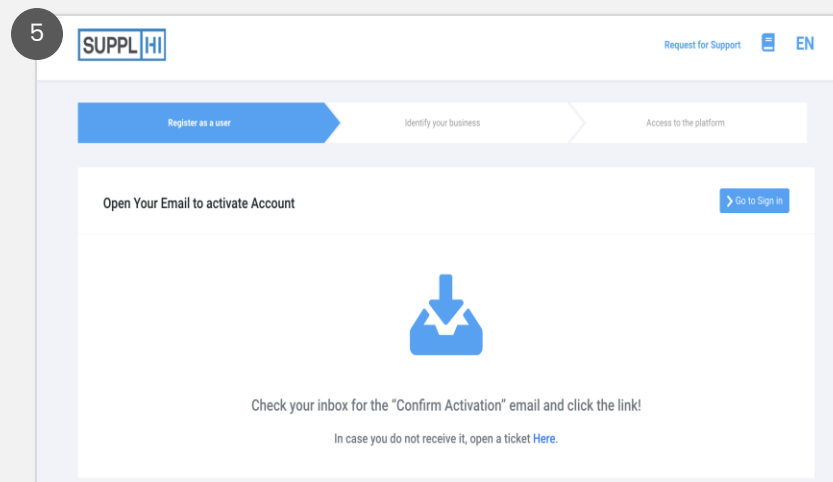 5
SUPPL HI
Request for Support
EN
Register as a user
Identify your business
Access to the platform
Open Your Email to activate Account
Go to Sign in
Check your inbox for the "Confirm Activation" email and click the link!
In case you do not receive it, open a ticket Here.